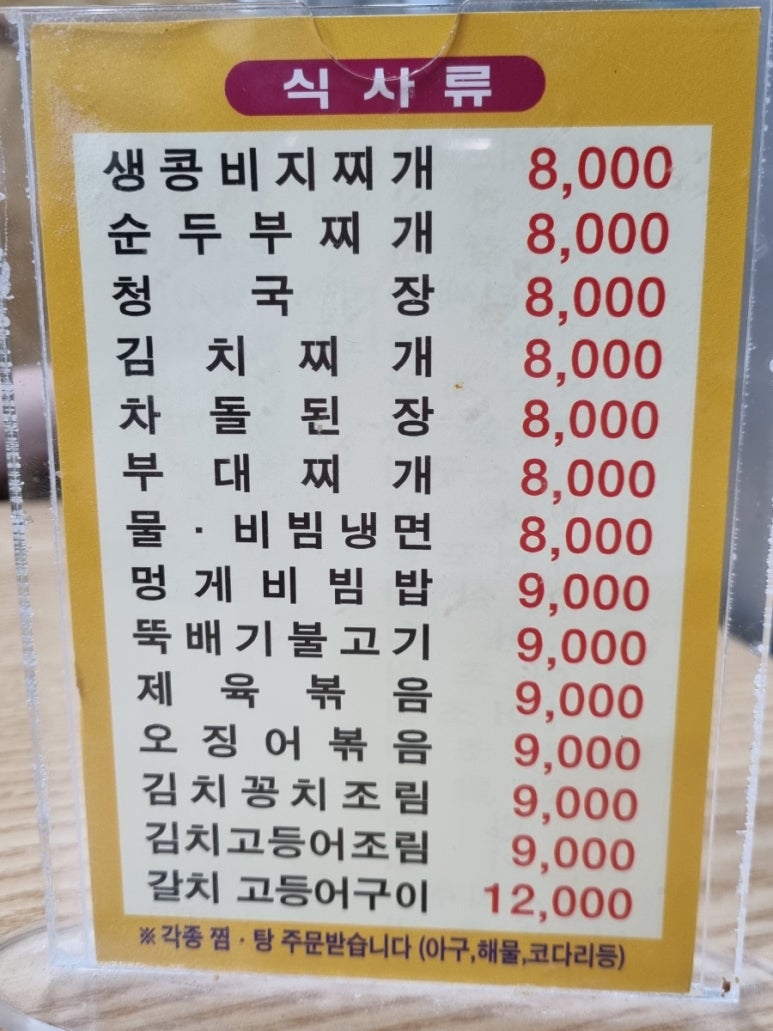 식사류
생콩비지찌개 8,000
순두부찌개 8,000
청국장 8,000
김치찌개 8,000
차돌된장 8,000
부대찌개 8,000
물·비빔냉면 8,000
멍게비빔밥 9,000
뚝배기불고기 9,000
제육볶음 9,000
오징어볶음 9,000
김치꽁치조림 9,000
김치고등어조림 9,000
갈치 고등어구이 12,000
※각종 찜·탕 주문받습니다 (아구,해물,코다리등)